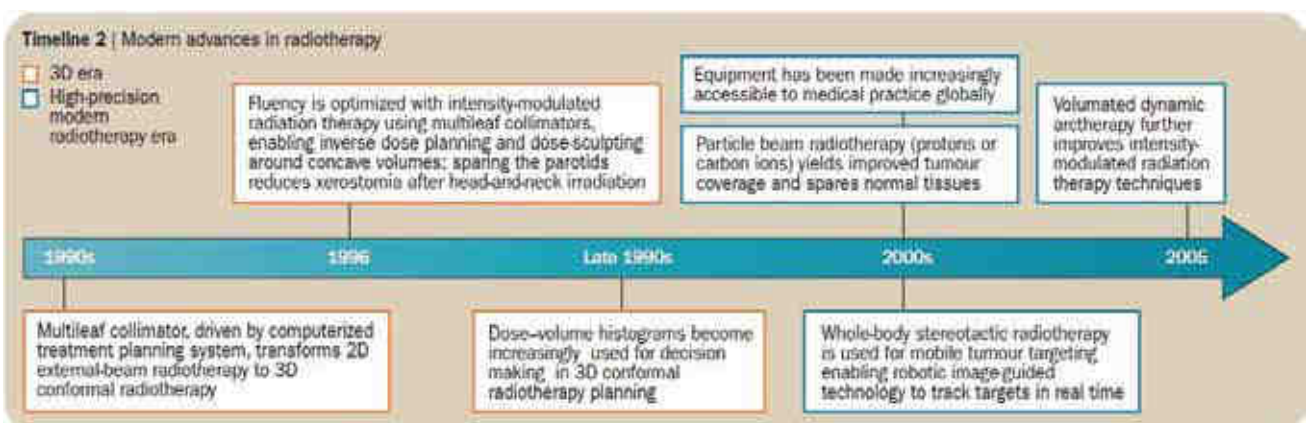 Timeline 2 | Modern advances in radiotherapy
3D era
High-precision
modern
radiotherapy era
Fluency is optimized with intensity-modulated
radiation therapy using multileaf collimators,
enabling inverse dose planning and dose-sculpting
around concave volumes; sparing the parotids
reduces xerostomia after head-and-neck irradiation
Equipment has been made increasingly
accessible to medical practice globally
Particle beam radiotherapy (protons or
carbon ions) yields improved tumour
coverage and spares normal tissues
Volumated dynamic
arctherapy further
improves intensity-
modulated radiation
therapy techniques
1990s
1996
Late 1990s
2000s
2005
Multileaf collimator, driven by computerized
treatment planning system, transforms 2D
external-beam radiotherapy to 3D
conformal radiotherapy
Dose–volume histograms become
increasingly used for decision
making in 3D conformal
radiotherapy planning
Whole-body stereotactic radiotherapy
is used for mobile tumour targeting
enabling robotic image-guided
technology to track targets in real time